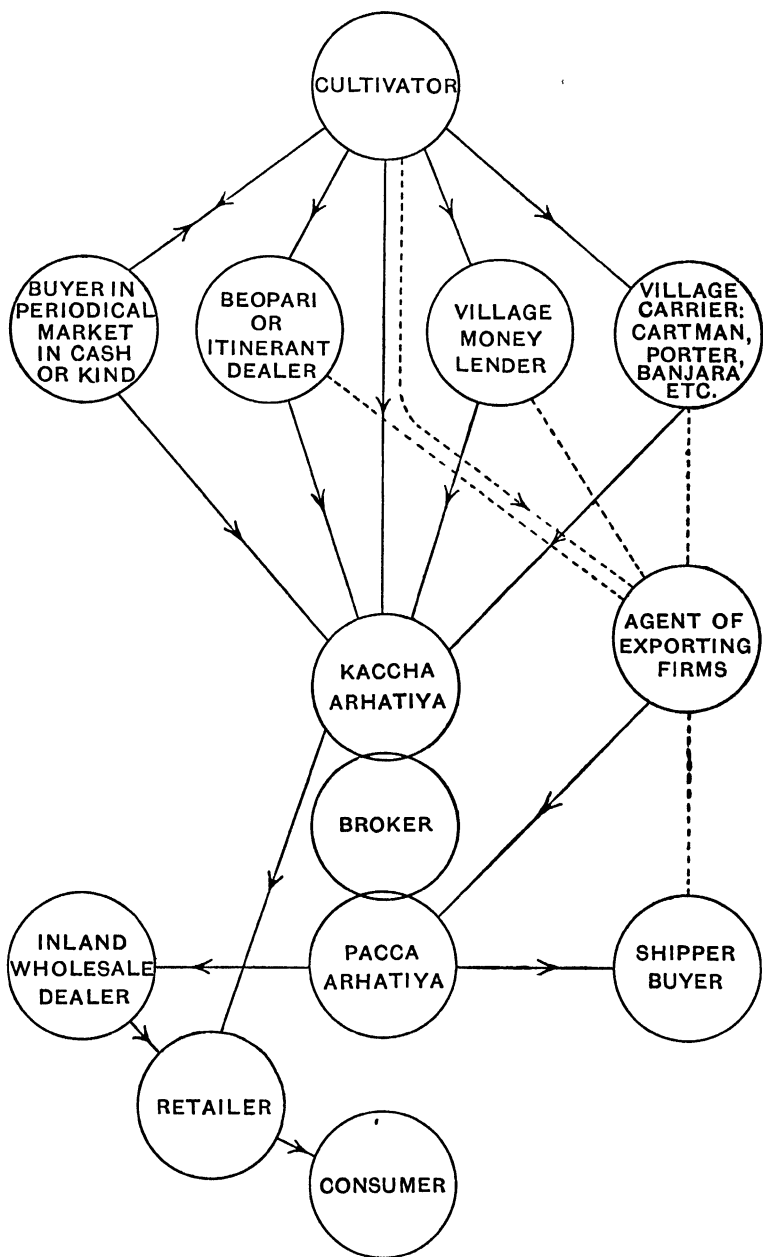 CULTIVATOR
BUYER IN
PERIODICAL
MARKET
IN CASH
OR KIND
BEOPARI
OR
ITINERANT
DEALER
VILLAGE
MONEY
LENDER
VILLAGE
CARRIER:
CARTMAN,
PORTER,
BANJARA,
ETC.
AGENT OF
EXPORTING
FIRMS
KACCHA
ARHATIYA
BROKER
INLAND
WHOLESALE
DEALER
PACCA
ARHATIYA
SHIPPER
BUYER
RETAILER
CONSUMER